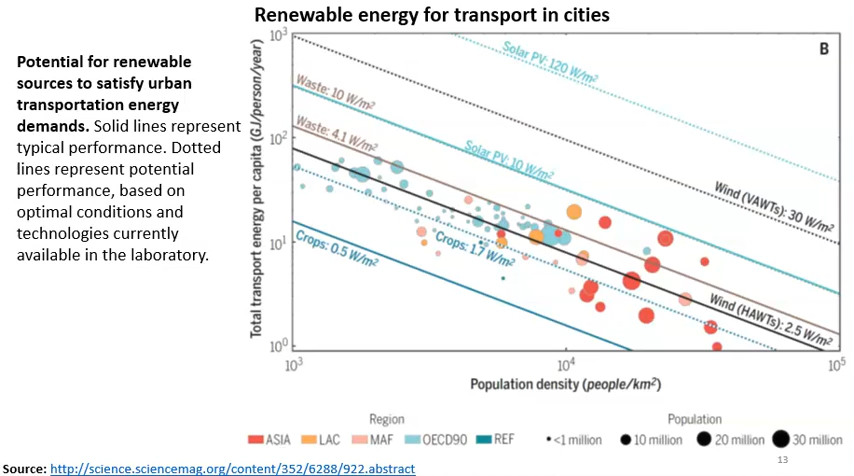 Renewable energy for transport in cities
Potential for renewable
sources to satisfy urban
transportation energy
demands. Solid lines represent
typical performance. Dotted
lines represent potential
performance, based on
optimal conditions and
technologies currently
available in the laboratory.
Total transport energy per capita (GJ/person/year)
10³
10²
10¹
10⁰
B
Solar PV: 120 W/m²
Waste: 10 W/m²
Waste: 4.1 W/m²
Solar PV: 10 W/m²
Wind (VAWTs): 30 W/m²
Crops: 1.7 W/m²
Crops: 0.5 W/m²
Wind (HAWTs): 2.5 W/m²
10³
10⁴
10⁵
Population density (people/km²)
Region
ASIA
LAC
MAF
OECD90
REF
Population
<1 million
10 million
20 million
30 million
13
Source: http://science.sciencemag.org/content/352/6288/922.abstract